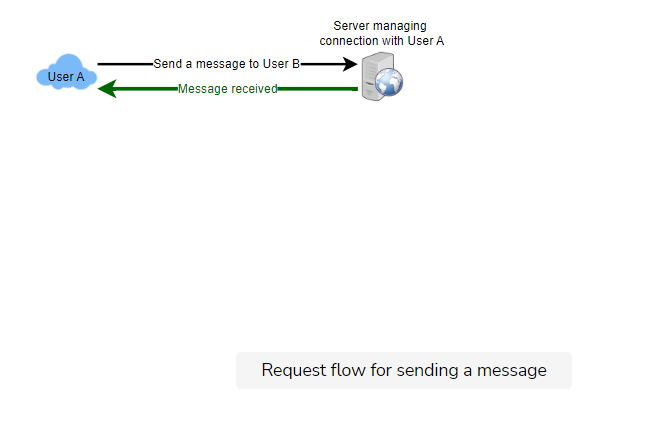 Server managing
connection with User A
User A
Send a message to User B
Message received
Request flow for sending a message